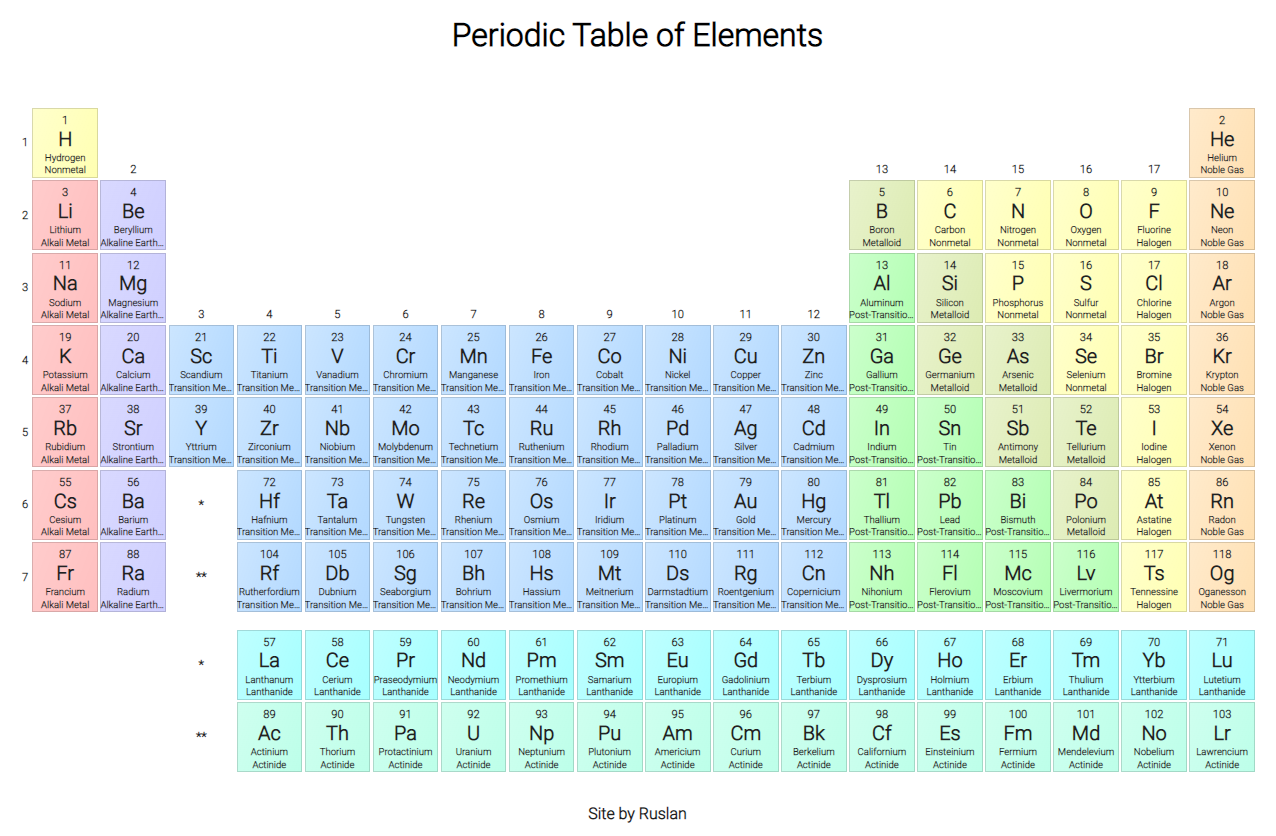 Periodic Table of Elements
1 2
1 H He
Hydrogen Helium
Nonmetal 2 13 14 15 16 17 Noble Gas
3 4 5 6 7 8 9 10
2 Li Be B C N O F Ne
Lithium Beryllium Boron Carbon Nitrogen Oxygen Fluorine Neon
Alkali Metal Alkaline Earth... Metalloid Nonmetal Nonmetal Nonmetal Halogen Noble Gas
11 12 13 14 15 16 17 18
3 Na Mg Al Si P S Cl Ar
Sodium Magnesium Aluminum Silicon Phosphorus Sulfur Chlorine Argon
Alkali Metal Alkaline Earth... 3 4 5 6 7 8 9 10 11 12 Post-Transitio... Metalloid Nonmetal Nonmetal Halogen Noble Gas
19 20 21 22 23 24 25 26 27 28 29 30 31 32 33 34 35 36
4 K Ca Sc Ti V Cr Mn Fe Co Ni Cu Zn Ga Ge As Se Br Kr
Potassium Calcium Scandium Titanium Vanadium Chromium Manganese Iron Cobalt Nickel Copper Zinc Gallium Germanium Arsenic Selenium Bromine Krypton
Alkali Metal Alkaline Earth... Transition Me... Transition Me... Transition Me... Transition Me... Transition Me... Transition Me... Transition Me... Transition Me... Transition Me... Transition Me... Post-Transitio... Metalloid Metalloid Nonmetal Halogen Noble Gas
37 38 39 40 41 42 43 44 45 46 47 48 49 50 51 52 53 54
5 Rb Sr Y Zr Nb Mo Tc Ru Rh Pd Ag Cd In Sn Sb Te I Xe
Rubidium Strontium Yttrium Zirconium Niobium Molybdenum Technetium Ruthenium Rhodium Palladium Silver Cadmium Indium Tin Antimony Tellurium Iodine Xenon
Alkali Metal Alkaline Earth... Transition Me... Transition Me... Transition Me... Transition Me... Transition Me... Transition Me... Transition Me... Transition Me... Transition Me... Transition Me... Post-Transitio... Post-Transitio... Metalloid Metalloid Halogen Noble Gas
55 56 72 73 74 75 76 77 78 79 80 81 82 83 84 85 86
6 Cs Ba * Hf Ta W Re Os Ir Pt Au Hg Tl Pb Bi Po At Rn
Cesium Barium Hafnium Tantalum Tungsten Rhenium Osmium Iridium Platinum Gold Mercury Thallium Lead Bismuth Polonium Astatine Radon
Alkali Metal Alkaline Earth... Transition Me... Transition Me... Transition Me... Transition Me... Transition Me... Transition Me... Transition Me... Transition Me... Transition Me... Post-Transitio... Post-Transitio... Post-Transitio... Metalloid Halogen Noble Gas
87 88 104 105 106 107 108 109 110 111 112 113 114 115 116 117 118
7 Fr Ra ** Rf Db Sg Bh Hs Mt Ds Rg Cn Nh Fl Mc Lv Ts Og
Francium Radium Rutherfordium Dubnium Seaborgium Bohrium Hassium Meitnerium Darmstadtium Roentgenium Copernicium Nihonium Flerovium Moscovium Livermorium Tennessine Oganesson
Alkali Metal Alkaline Earth... Transition Me... Transition Me... Transition Me... Transition Me... Transition Me... Transition Me... Transition Me... Transition Me... Transition Me... Post-Transitio... Post-Transitio... Post-Transitio... Post-Transitio... Halogen Noble Gas
57 58 59 60 61 62 63 64 65 66 67 68 69 70 71
* La Ce Pr Nd Pm Sm Eu Gd Tb Dy Ho Er Tm Yb Lu
Lanthanum Cerium Praseodymium Neodymium Promethium Samarium Europium Gadolinium Terbium Dysprosium Holmium Erbium Thulium Ytterbium Lutetium
Lanthanide Lanthanide Lanthanide Lanthanide Lanthanide Lanthanide Lanthanide Lanthanide Lanthanide Lanthanide Lanthanide Lanthanide Lanthanide Lanthanide Lanthanide
89 90 91 92 93 94 95 96 97 98 99 100 101 102 103
** Ac Th Pa U Np Pu Am Cm Bk Cf Es Fm Md No Lr
Actinium Thorium Protactinium Uranium Neptunium Plutonium Americium Curium Berkelium Californium Einsteinium Fermium Mendelevium Nobelium Lawrencium
Actinide Actinide Actinide Actinide Actinide Actinide Actinide Actinide Actinide Actinide Actinide Actinide Actinide Actinide Actinide
Site by Ruslan